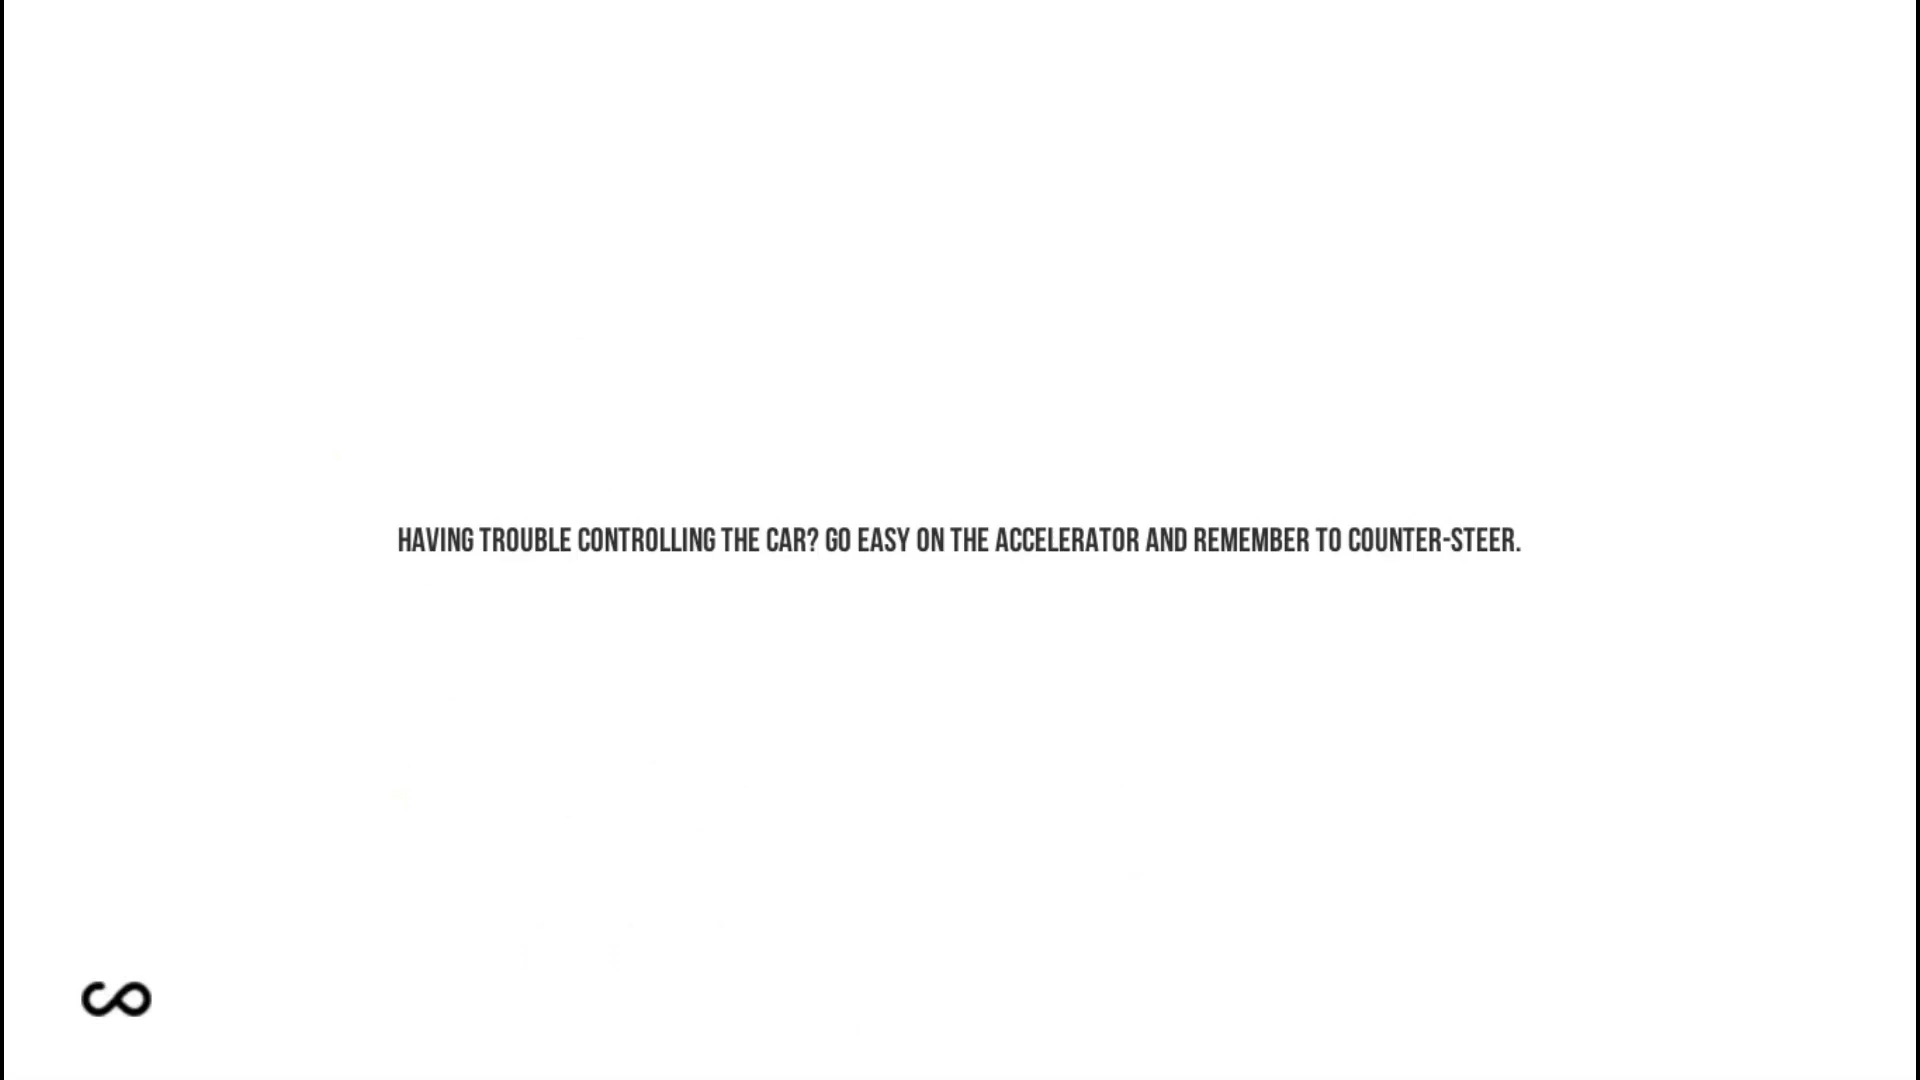 HAVING TROUBLE CONTROLLING THE CAR? GO EASY ON THE ACCELERATOR AND REMEMBER TO COUNTER-STEER.